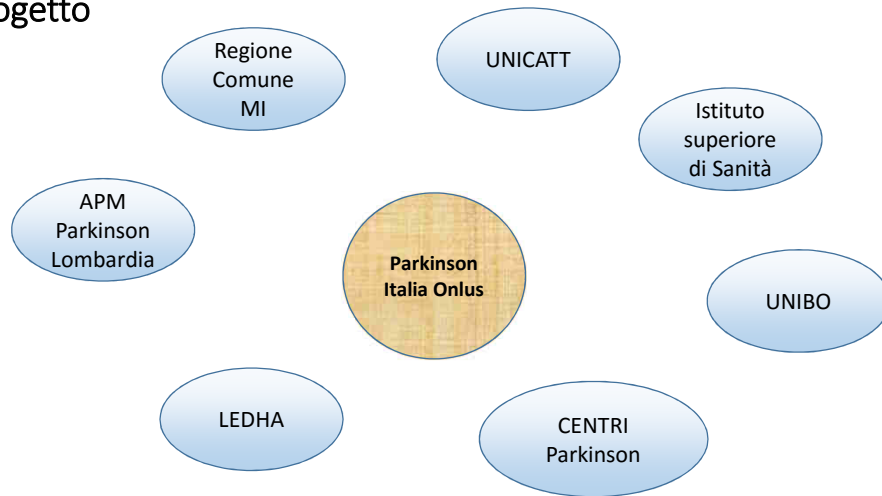 ogetto
Regione
Comune
MI
UNICATT
Istituto
superiore
di Sanità
APM
Parkinson
Lombardia
Parkinson
Italia Onlus
UNIBO
LEDHA
CENTRI
Parkinson